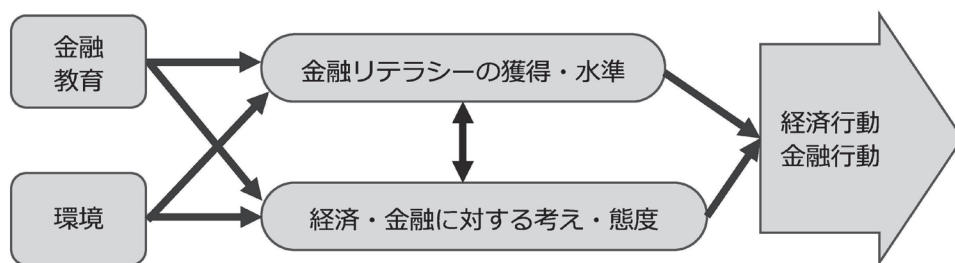 金融
教育
金融リテラシーの獲得・水準
経済行動
金融行動
環境
経済・金融に対する考え・態度